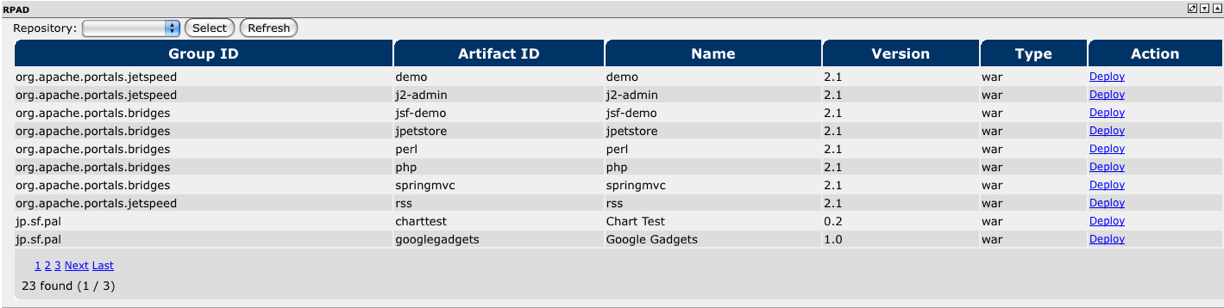 RPAD
Repository: Select Refresh
Group ID Artifact ID Name Version Type Action
org.apache.portals.jetspeed demo demo 2.1 war Deploy
org.apache.portals.jetspeed j2-admin j2-admin 2.1 war Deploy
org.apache.portals.bridges jsf-demo jsf-demo 2.1 war Deploy
org.apache.portals.bridges jpetstore jpetstore 2.1 war Deploy
org.apache.portals.bridges perl perl 2.1 war Deploy
org.apache.portals.bridges php php 2.1 war Deploy
org.apache.portals.bridges springmvc springmvc 2.1 war Deploy
org.apache.portals.jetspeed rss rss 2.1 war Deploy
jp.sf.pal charttest Chart Test 0.2 war Deploy
jp.sf.pal googlegadgets Google Gadgets 1.0 war Deploy
1 2 3 Next Last
23 found (1 / 3)